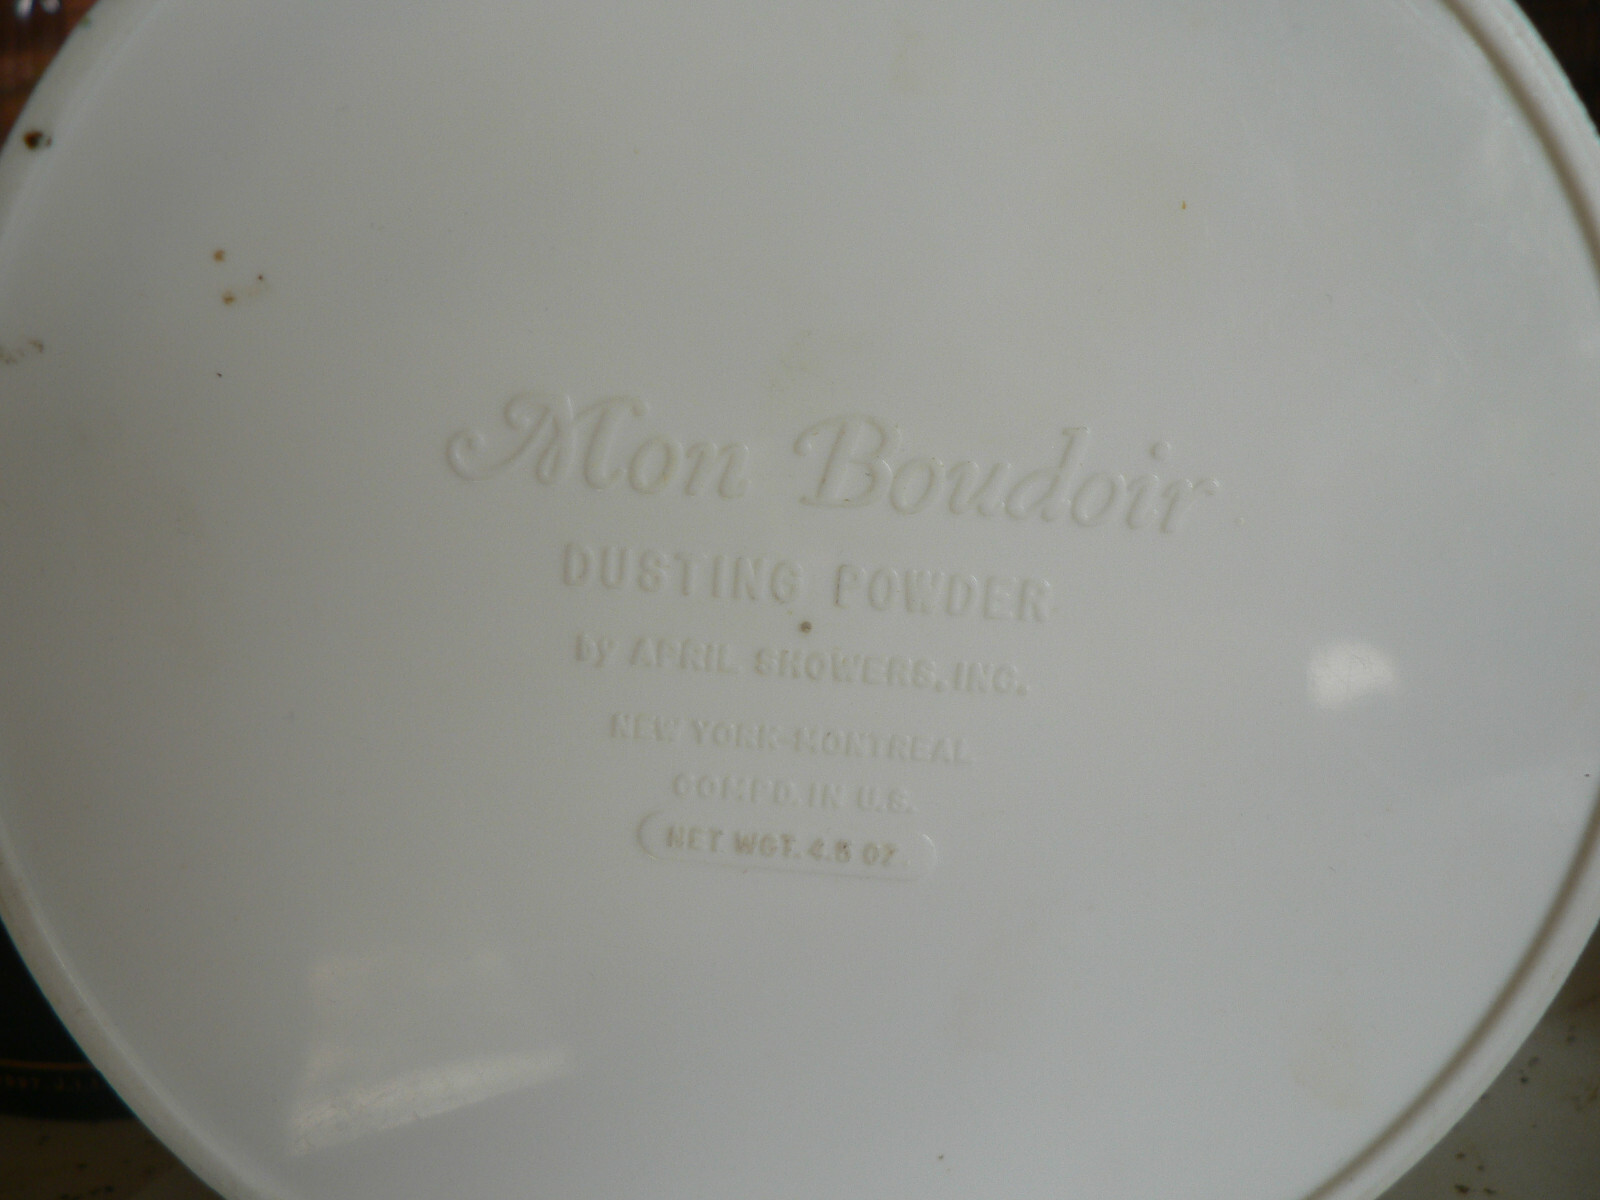 Mon Boudoir
DUSTING POWDER
by APRIL SHOWERS, INC.
NEW YORK-MONTREAL
COMPD. IN U.S.
NET WGT. 4.5 OZ.